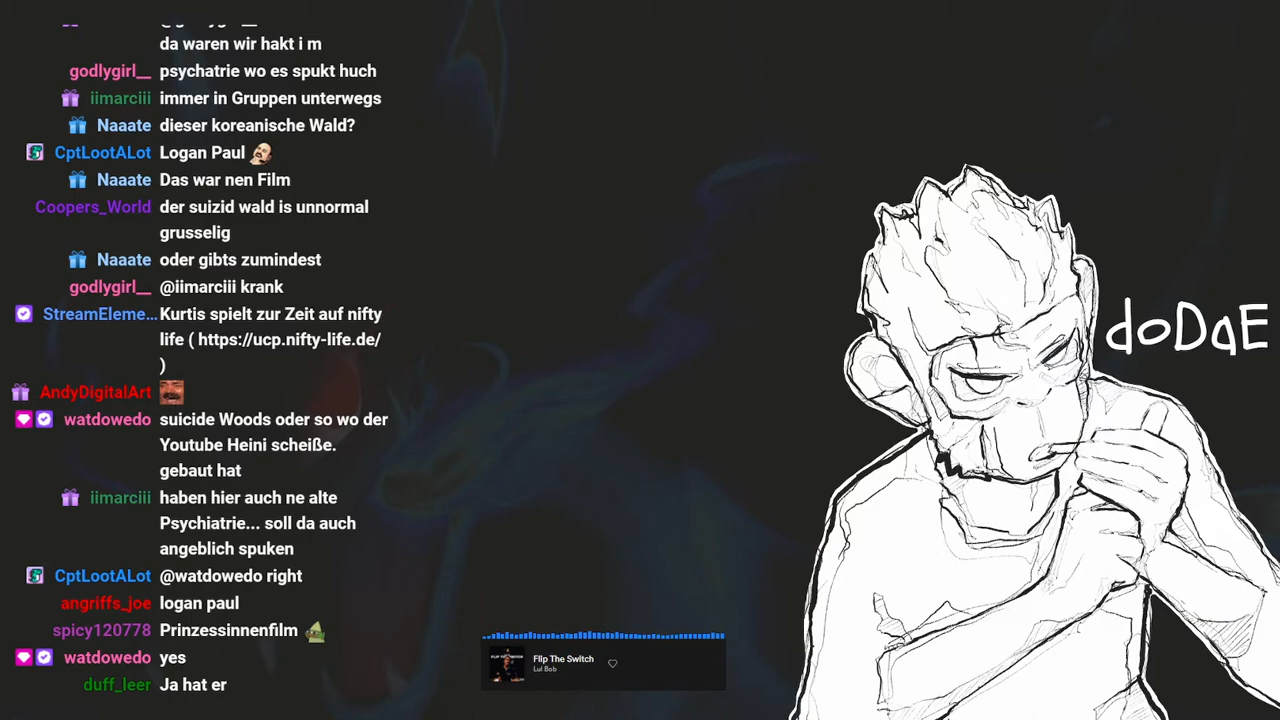 da waren wir hakt i m
godlygirl__ psychatrie wo es spukt huch
iimarciii immer in Gruppen unterwegs
Naaate dieser koreanische Wald?
CptLootALot Logan Paul
Naaate Das war nen Film
Coopers_World der suizid wald is unnormal
grusselig
Naaate oder gibts zumindest
godlygirl__ @iimarciii krank
StreamEleme... Kurtis spielt zur Zeit auf nifty
life ( https://ucp.nifty-life.de/
)
AndyDigitalArt
watdowedo suicide Woods oder so wo der
Youtube Heini scheiße.
gebaut hat
iimarciii haben hier auch ne alte
Psychiatrie... soll da auch
angeblich spuken
CptLootALot @watdowedo right
angriffs_joe logan paul
spicy120778 Prinzessinnenfilm
watdowedo yes
duff_leer Ja hat er
doDaE
FLIP THE SWITCH
Flip The Switch
Lul Bob